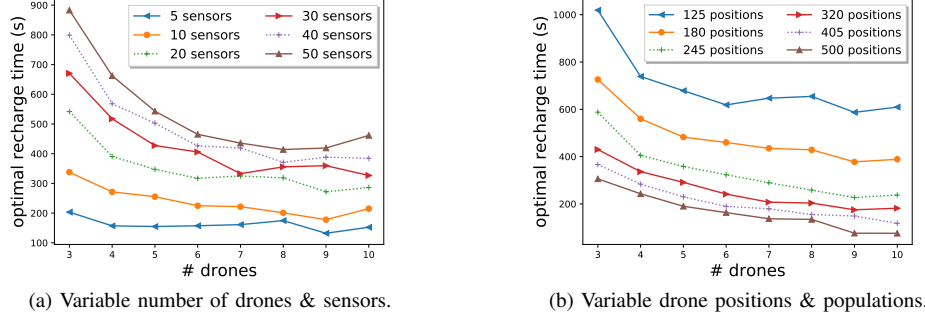 optimal recharge time (s)
900
800
700
600
500
400
300
200
100
5 sensors
10 sensors
20 sensors
30 sensors
40 sensors
50 sensors
3 4 5 6 7 8 9 10
# drones
(a) Variable number of drones & sensors.
optimal recharge time (s)
1000
800
600
400
200
125 positions
180 positions
245 positions
320 positions
405 positions
500 positions
3 4 5 6 7 8 9 10
# drones
(b) Variable drone positions & populations.